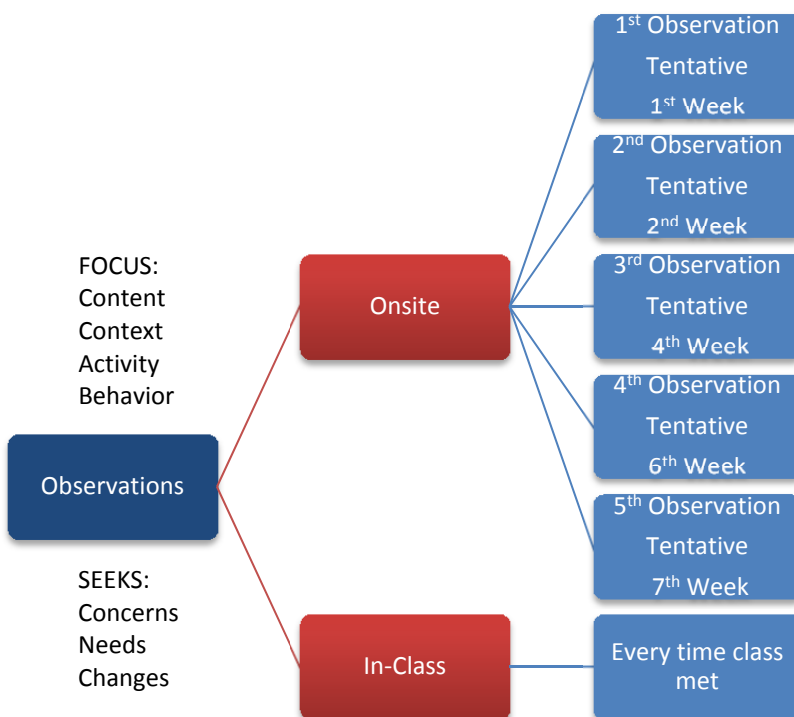 FOCUS:
Content
Context
Activity
Behavior
Observations
SEEKS:
Concerns
Needs
Changes
Onsite
In-Class
1st Observation
Tentative
1st Week
2nd Observation
Tentative
2nd Week
3rd Observation
Tentative
4th Week
4th Observation
Tentative
6th Week
5th Observation
Tentative
7th Week
Every time class
met